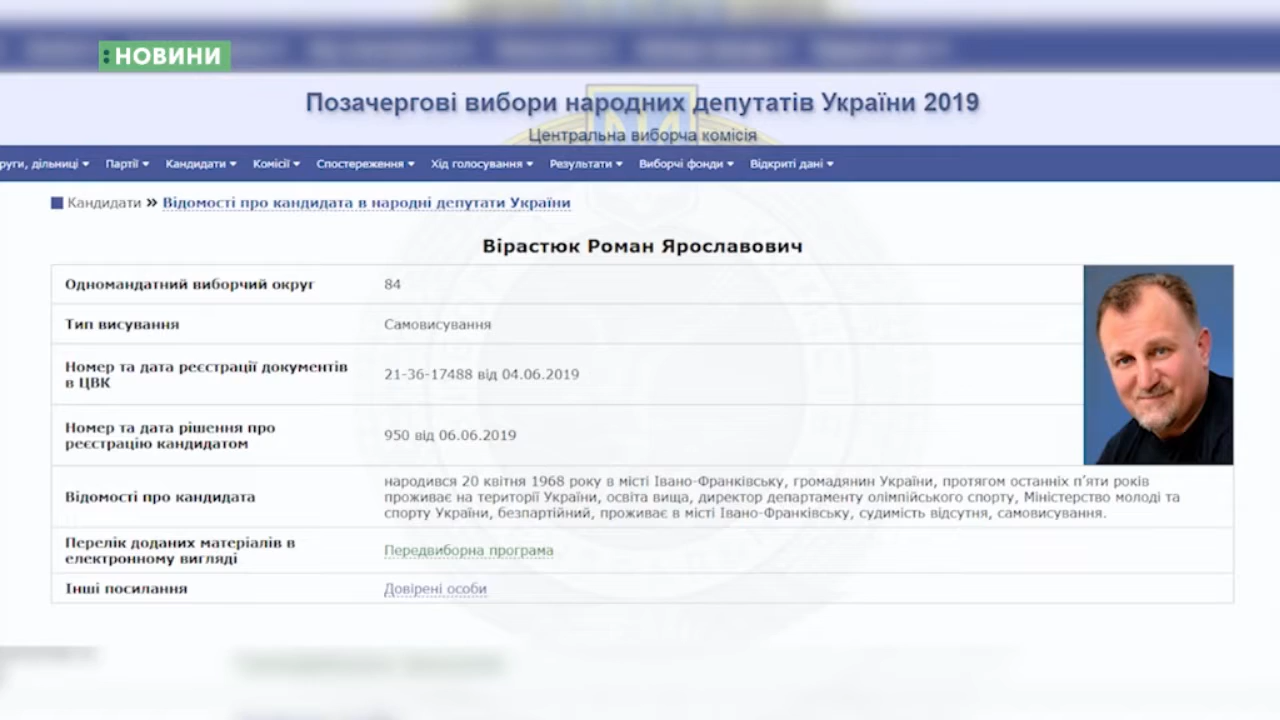 :НОВИНИ
Позачергові вибори народних депутатів України 2019
Центральна виборча комісія
руги, дільниці Партії Кандидати Комісії Спостереження Хід голосування Результати Виборчі фонди Відкриті дані
Кандидати » Відомості про кандидата в народні депутати України
Вірастюк Роман Ярославович
Одномандатний виборчий округ 84
Тип висування Самовисування
Номер та дата реєстрації документів
в ЦВК
21-36-17488 від 04.06.2019
Номер та дата рішення про
реєстрацію кандидатом
950 від 06.06.2019
Відомості про кандидата
народився 20 квітня 1968 року в місті Івано-Франківську, громадянин України, протягом останніх п'яти років
проживає на території України, освіта вища, директор департаменту олімпійського спорту, Міністерство молоді та
спорту України, безпартійний, проживає в місті Івано-Франківську, судимість відсутня, самовисування.
Перелік доданих матеріалів в
електронному вигляді
Передвиборна програма
Інші посилання Довірені особи